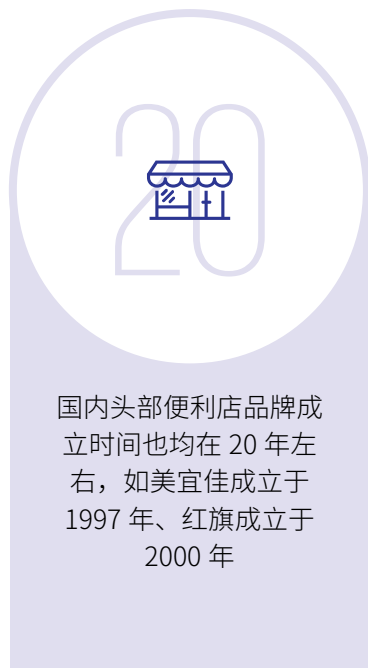 20
国内头部便利店品牌成
立时间也均在 20 年左
右，如美宜佳成立于
1997 年、红旗成立于
2000 年